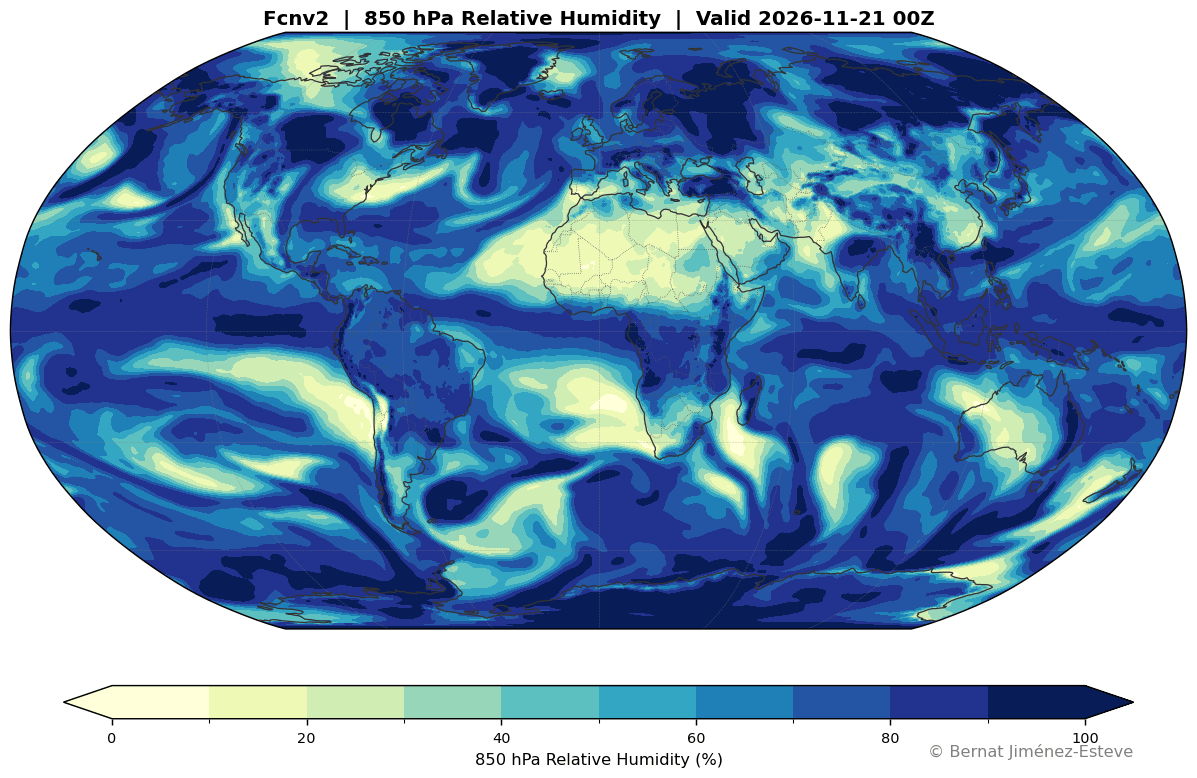 Fcnv2  |  850 hPa Relative Humidity  |  Valid 2026-11-21 00Z
0 20 40 60 80 100
850 hPa Relative Humidity (%)
© Bernat Jiménez-Esteve